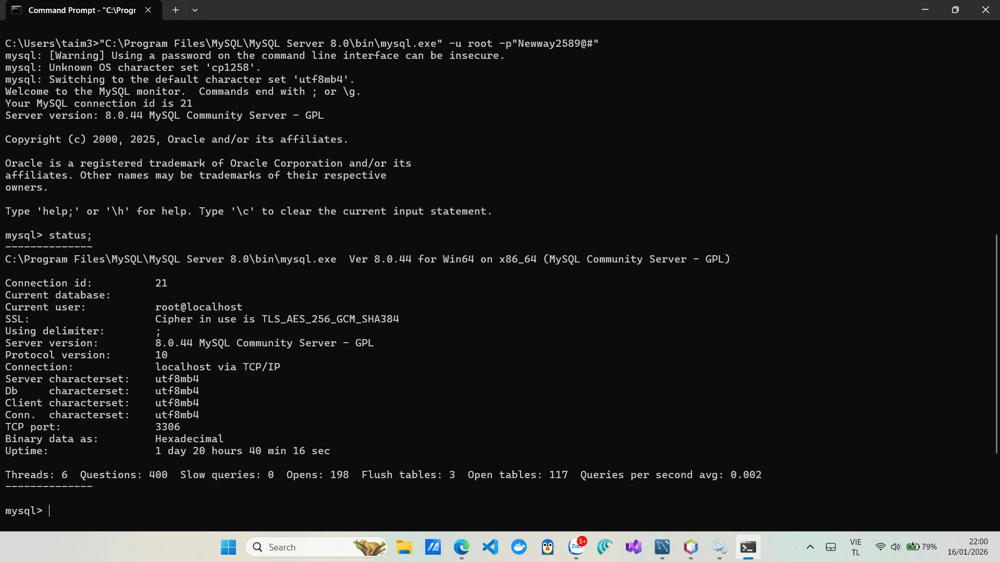 Command Prompt - "C:\Progr
C:\Users\taim3>"C:\Program Files\MySQL\MySQL Server 8.0\bin\mysql.exe" -u root -p"Newway2589@#"
mysql: [Warning] Using a password on the command line interface can be insecure.
mysql: Unknown OS character set 'cp1258'.
mysql: Switching to the default character set 'utf8mb4'.
Welcome to the MySQL monitor.  Commands end with ; or \g.
Your MySQL connection id is 21
Server version: 8.0.44 MySQL Community Server - GPL
Copyright (c) 2000, 2025, Oracle and/or its affiliates.
Oracle is a registered trademark of Oracle Corporation and/or its
affiliates. Other names may be trademarks of their respective
owners.
Type 'help;' or '\h' for help. Type '\c' to clear the current input statement.
mysql> status;
--------------
C:\Program Files\MySQL\MySQL Server 8.0\bin\mysql.exe  Ver 8.0.44 for Win64 on x86_64 (MySQL Community Server - GPL)
Connection id:          21
Current database:
Current user:           root@localhost
SSL:                    Cipher in use is TLS_AES_256_GCM_SHA384
Using delimiter:        ;
Server version:         8.0.44 MySQL Community Server - GPL
Protocol version:       10
Connection:             localhost via TCP/IP
Server characterset:    utf8mb4
Db     characterset:    utf8mb4
Client characterset:    utf8mb4
Conn.  characterset:    utf8mb4
TCP port:               3306
Binary data as:         Hexadecimal
Uptime:                 1 day 20 hours 40 min 16 sec
Threads: 6  Questions: 400  Slow queries: 0  Opens: 198  Flush tables: 3  Open tables: 117  Queries per second avg: 0.002
--------------
mysql>
Search
Zalo
5+
VIE
TL
79%
22:00
16/01/2026